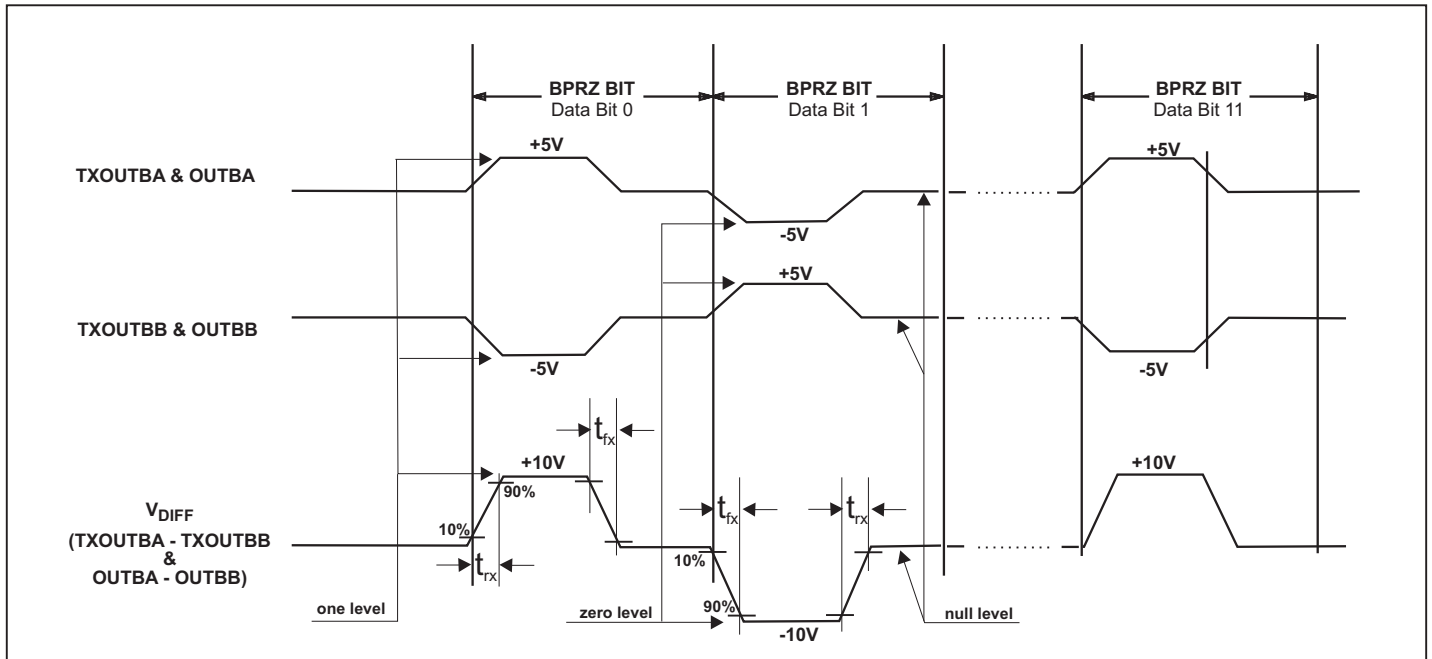 BPRZ BIT
Data Bit 0
BPRZ BIT
Data Bit 1
BPRZ BIT
Data Bit 11
TXOUTBA & OUTBA
+5V
-5V
+5V
TXOUTBB & OUTBB
-5V
+5V
-5V
VDIFF
(TXOUTBA - TXOUTBB
&
OUTBA - OUTBB)
10%
90%
+10V
trx
tfx
10%
90%
tfx
trx
-10V
+10V
one level
zero level
null level